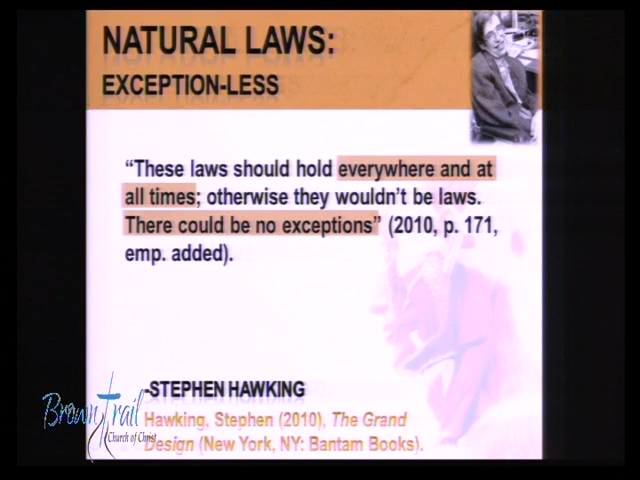 NATURAL LAWS:
EXCEPTION-LESS
“These laws should hold everywhere and at
all times; otherwise they wouldn’t be laws.
There could be no exceptions” (2010, p. 171,
emp. added).
-STEPHEN HAWKING
Hawking, Stephen (2010), The Grand
Design (New York, NY: Bantam Books).
Brown Trail
Church of Christ